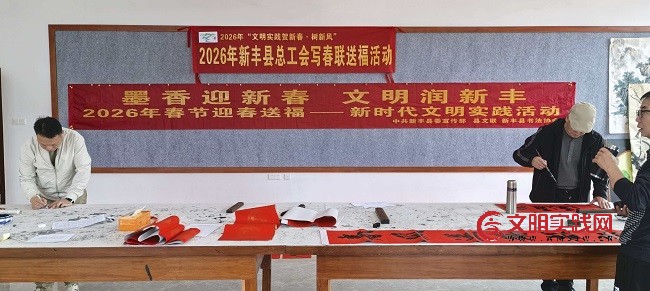 2026年“文明实践贺新春·树新风”
2026年新丰县总工会写春联送福活动
墨香迎新春 文明润新丰
2026年春节迎春送福——新时代文明实践活动
中共新丰县委宣传部 县文联 新丰县书法协
文明实践网